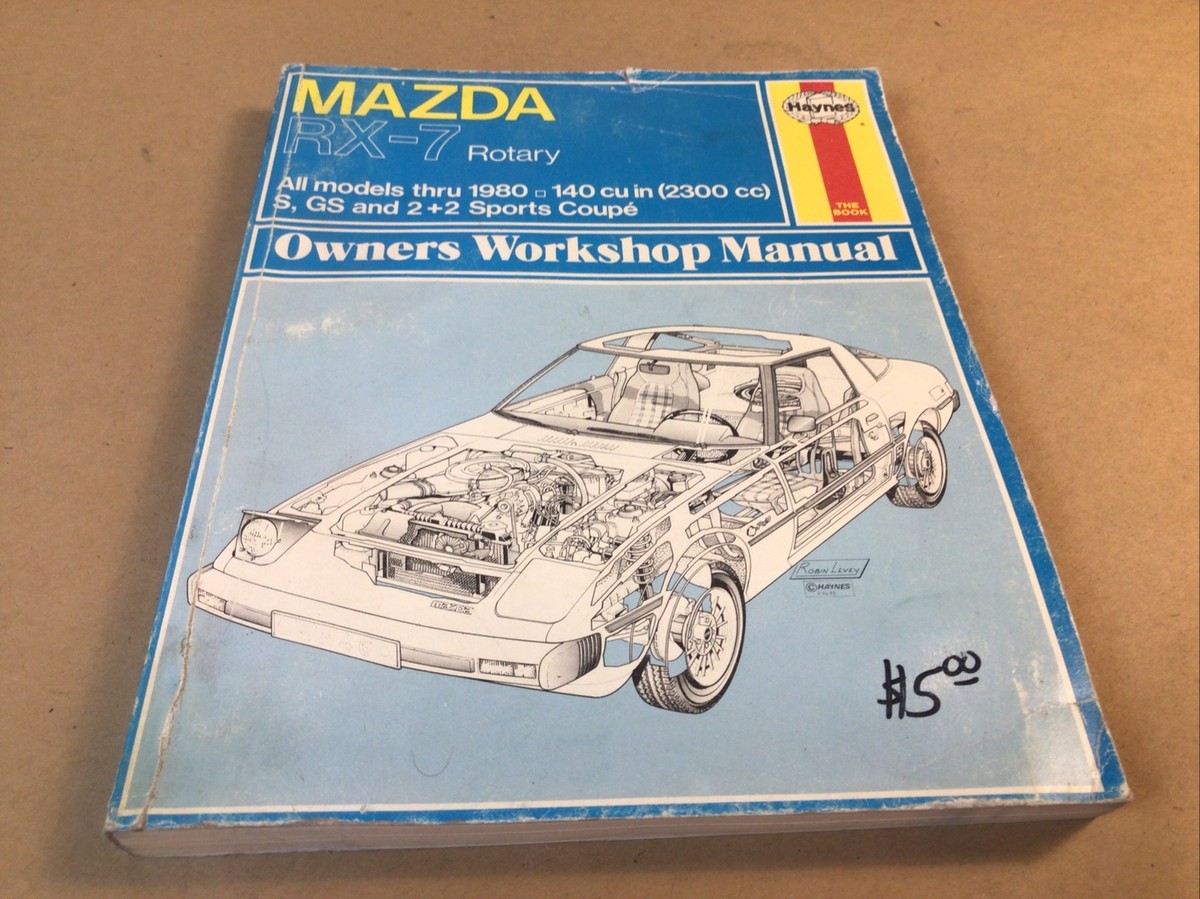 MAZDA
RX-7 Rotary
All models thru 1980 □ 140 cu in (2300 cc)
S, GS and 2+2 Sports Coupé
Haynes
THE
BOOK
Owners Workshop Manual
mazda
ROBIN LEVEY
© HAYNES
$5.00